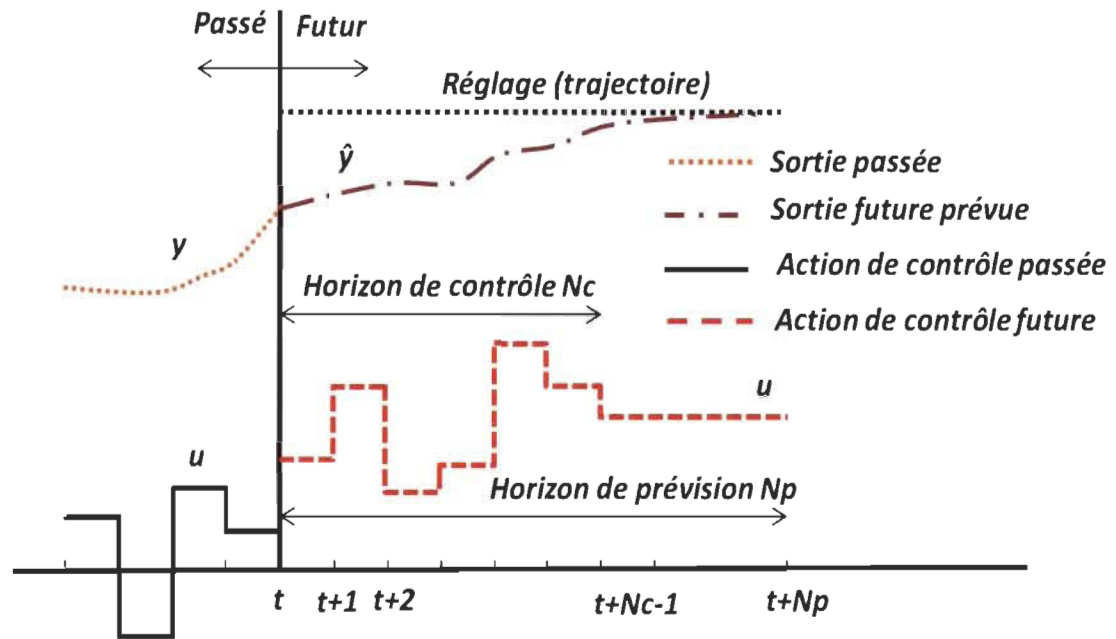 Passé Futur
Réglage (trajectoire)
ŷ
Sortie passée
Sortie future prévue
y
Action de contrôle passée
Horizon de contrôle Nc
Action de contrôle future
u
u
Horizon de prévision Np
t t+1 t+2 t+Nc-1 t+Np